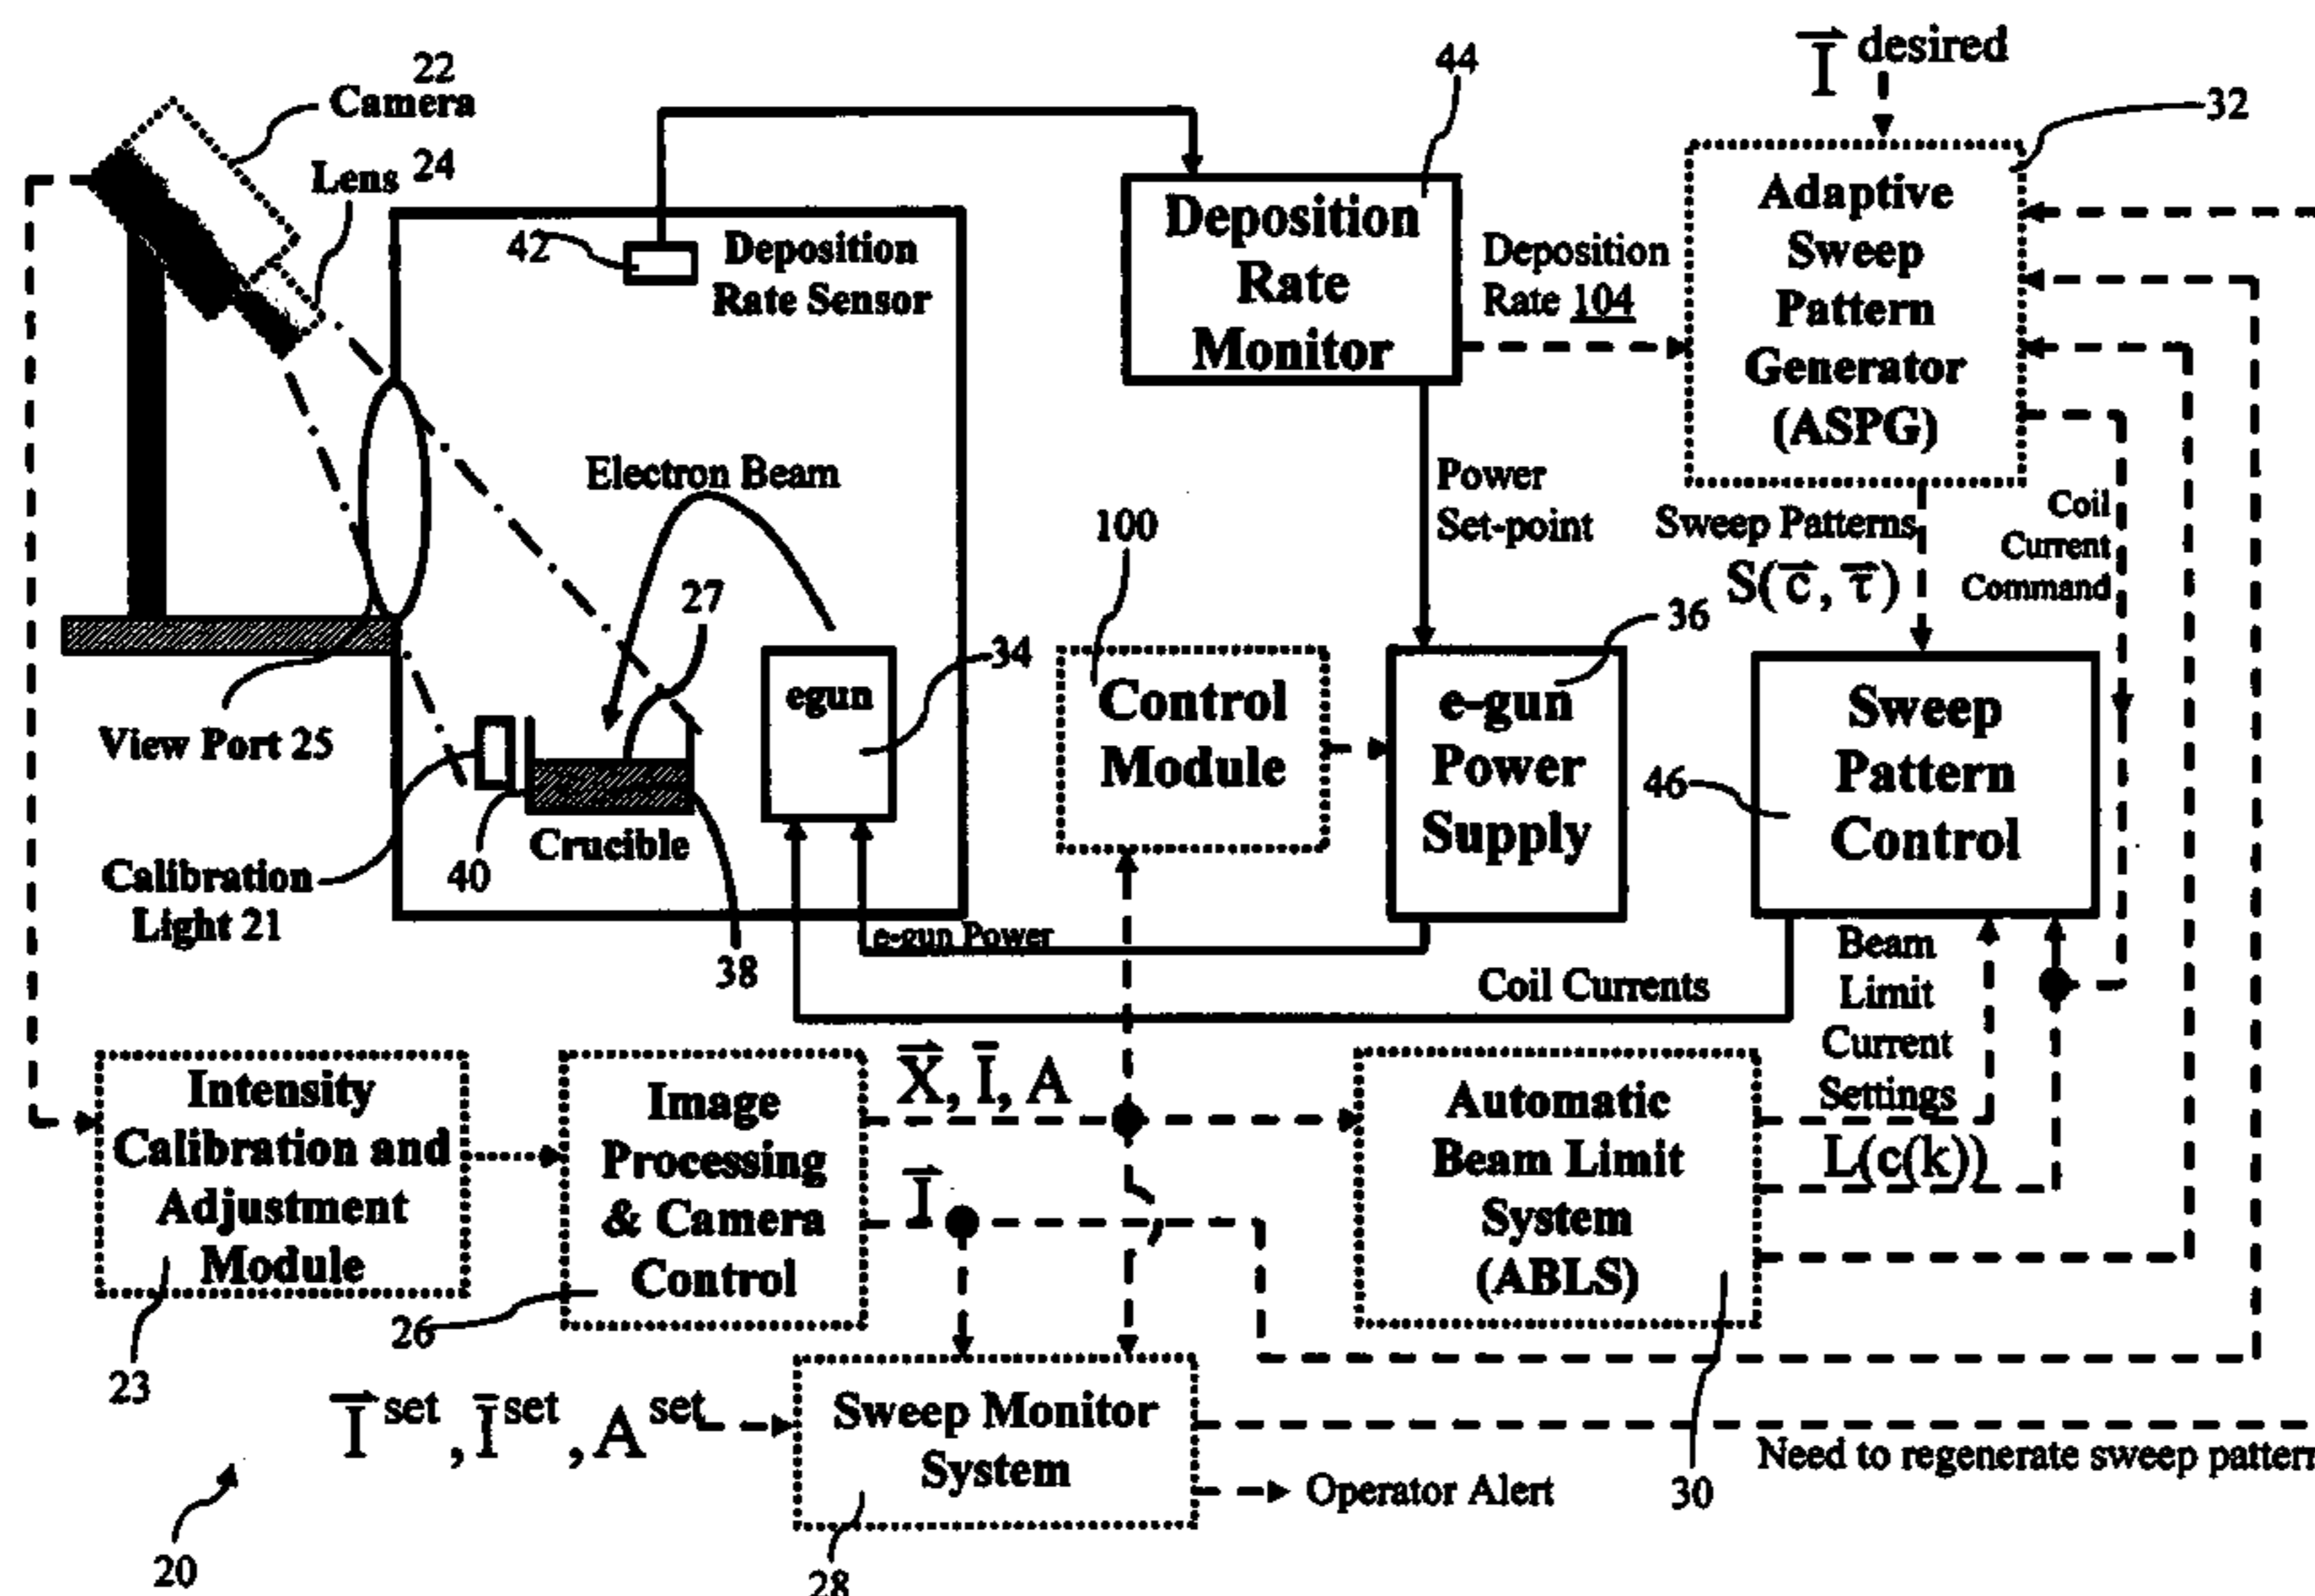 22
Camera
Lens 24
42
Deposition
Rate Sensor
44
Deposition
Rate
Monitor
Deposition
Rate 104
I desired
32
Adaptive
Sweep
Pattern
Generator
(ASPG)
Electron Beam
27
100
Power
Set-point
Sweep Patterns
S(c, τ)
Coil
Current
Command
View Port 25
egun
34
Control
Module
36
e-gun
Power
Supply
46
Sweep
Pattern
Control
Calibration
Light 21
40
Crucible
38
e-gun Power
Coil Currents
Beam
Limit
Current
Settings
L(c(k))
Intensity
Calibration and
Adjustment
Module
23
Image
Processing
& Camera
Control
26
X, I, A
I
Automatic
Beam Limit
System
(ABLS)
30
I set, I set, A set
Sweep Monitor
System
28
Operator Alert
Need to regenerate sweep pattern
20